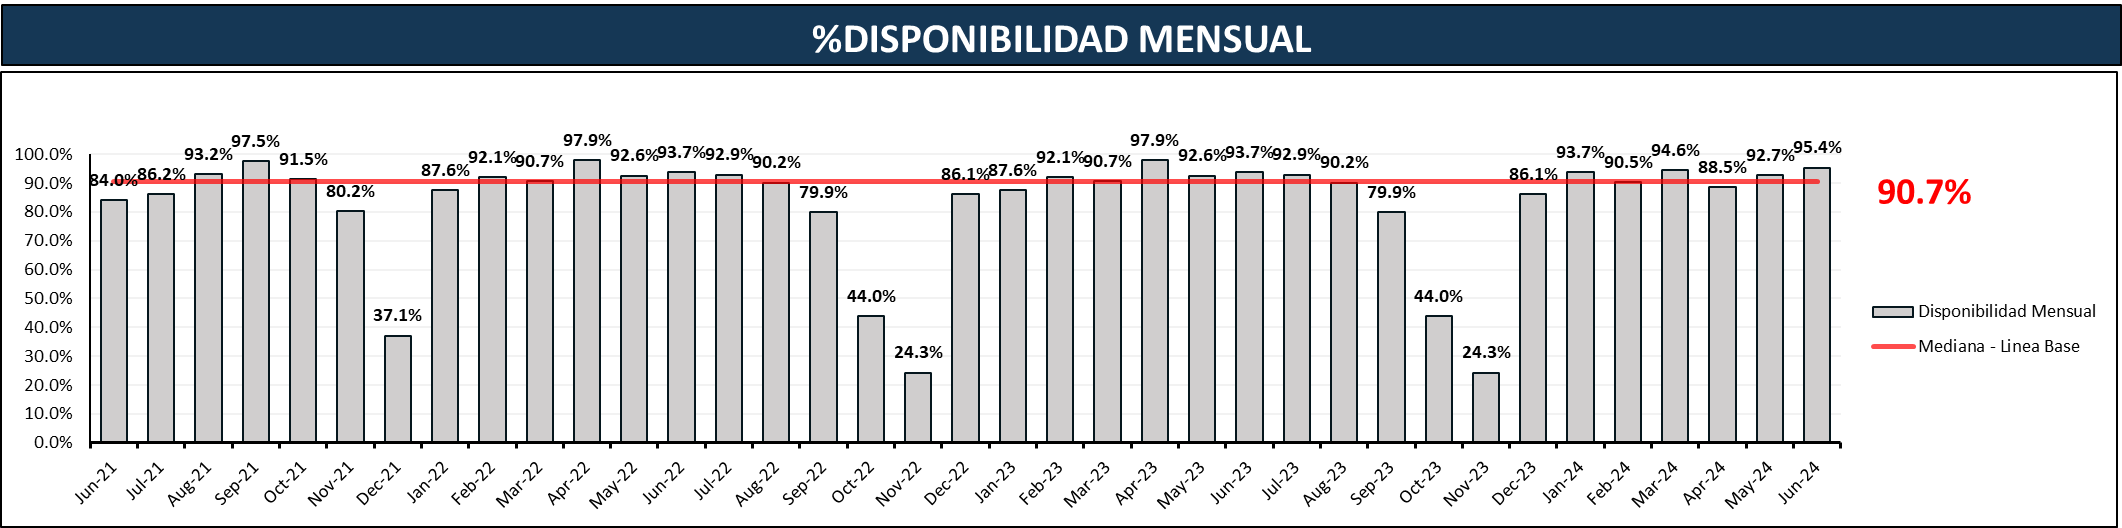 %DISPONIBILIDAD MENSUAL
100.0%
90.0%
80.0%
70.0%
60.0%
50.0%
40.0%
30.0%
20.0%
10.0%
0.0%
84.0%
86.2%
93.2%
97.5%
91.5%
80.2%
37.1%
87.6%
92.1%
90.7%
97.9%
92.6%
93.7%
92.9%
90.2%
79.9%
44.0%
24.3%
86.1%
87.6%
92.1%
90.7%
97.9%
92.6%
93.7%
92.9%
90.2%
79.9%
44.0%
24.3%
86.1%
93.7%
90.5%
94.6%
88.5%
92.7%
95.4%
Jun-21
Jul-21
Aug-21
Sep-21
Oct-21
Nov-21
Dec-21
Jan-22
Feb-22
Mar-22
Apr-22
May-22
Jun-22
Jul-22
Aug-22
Sep-22
Oct-22
Nov-22
Dec-22
Jan-23
Feb-23
Mar-23
Apr-23
May-23
Jun-23
Jul-23
Aug-23
Sep-23
Oct-23
Nov-23
Dec-23
Jan-24
Feb-24
Mar-24
Apr-24
May-24
Jun-24
90.7%
Disponibilidad Mensual
Mediana - Linea Base